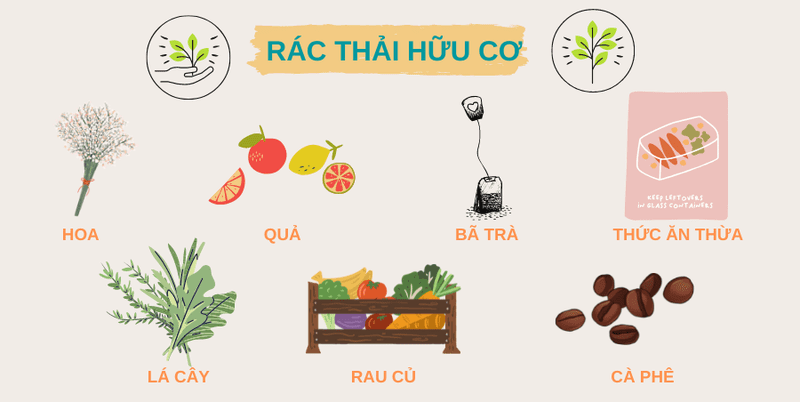 RÁC THẢI HỮU CƠ
KEEP LEFTOVERS
IN GLASS CONTAINERS
HOA
QUẢ
BÃ TRÀ
THỨC ĂN THỪA
LÁ CÂY
RAU CỦ
CÀ PHÊ